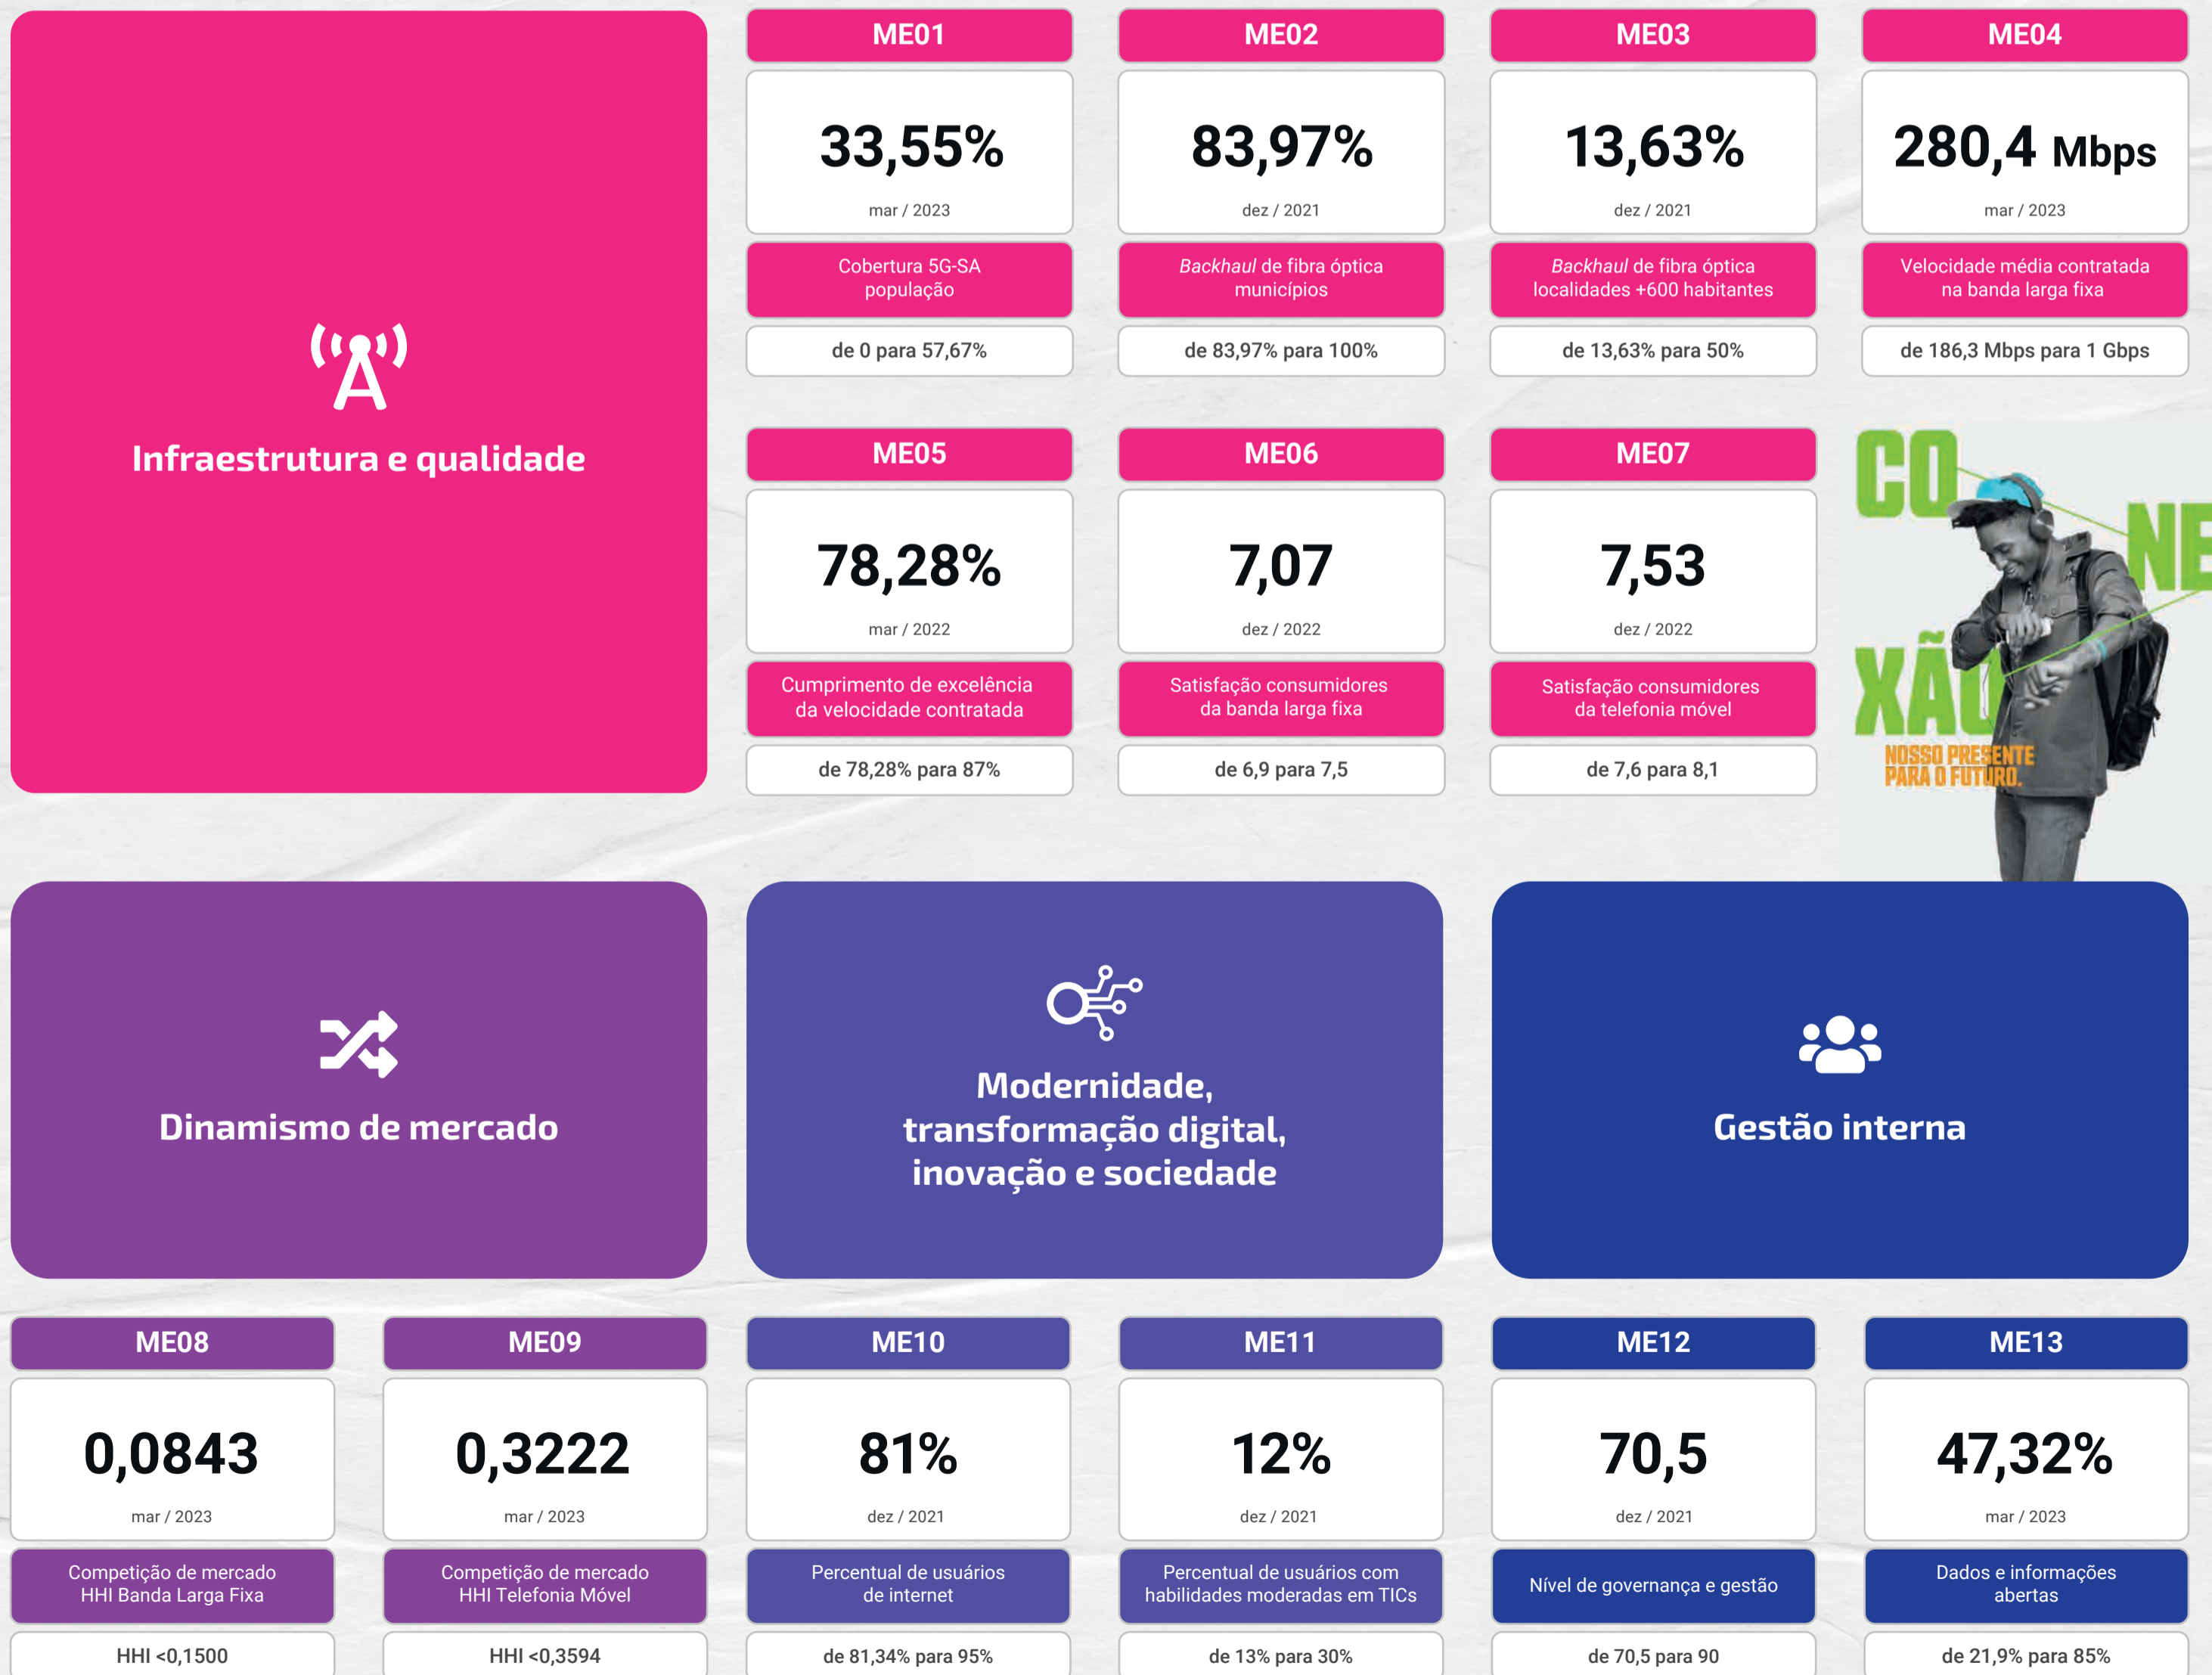 Infraestrutura e qualidade
ME01
33,55%
mar / 2023
Cobertura 5G-SA
população
de 0 para 57,67%
ME02
83,97%
dez / 2021
Backhaul de fibra óptica
municípios
de 83,97% para 100%
ME03
13,63%
dez / 2021
Backhaul de fibra óptica
localidades +600 habitantes
de 13,63% para 50%
ME04
280,4 Mbps
mar / 2023
Velocidade média contratada
na banda larga fixa
de 186,3 Mbps para 1 Gbps
ME05
78,28%
mar / 2022
Cumprimento de excelência
da velocidade contratada
de 78,28% para 87%
ME06
7,07
dez / 2022
Satisfação consumidores
da banda larga fixa
de 6,9 para 7,5
ME07
7,53
dez / 2022
Satisfação consumidores
da telefonia móvel
de 7,6 para 8,1
CO
NE
XÃO
NOSSO PRESENTE
PARA O FUTURO.
Dinamismo de mercado
Modernidade,
transformação digital,
inovação e sociedade
Gestão interna
ME08
0,0843
mar / 2023
Competição de mercado
HHI Banda Larga Fixa
HHI <0,1500
ME09
0,3222
mar / 2023
Competição de mercado
HHI Telefonia Móvel
HHI <0,3594
ME10
81%
dez / 2021
Percentual de usuários
de internet
de 81,34% para 95%
ME11
12%
dez / 2021
Percentual de usuários com
habilidades moderadas em TICs
de 13% para 30%
ME12
70,5
dez / 2021
Nível de governança e gestão
de 70,5 para 90
ME13
47,32%
mar / 2023
Dados e informações
abertas
de 21,9% para 85%